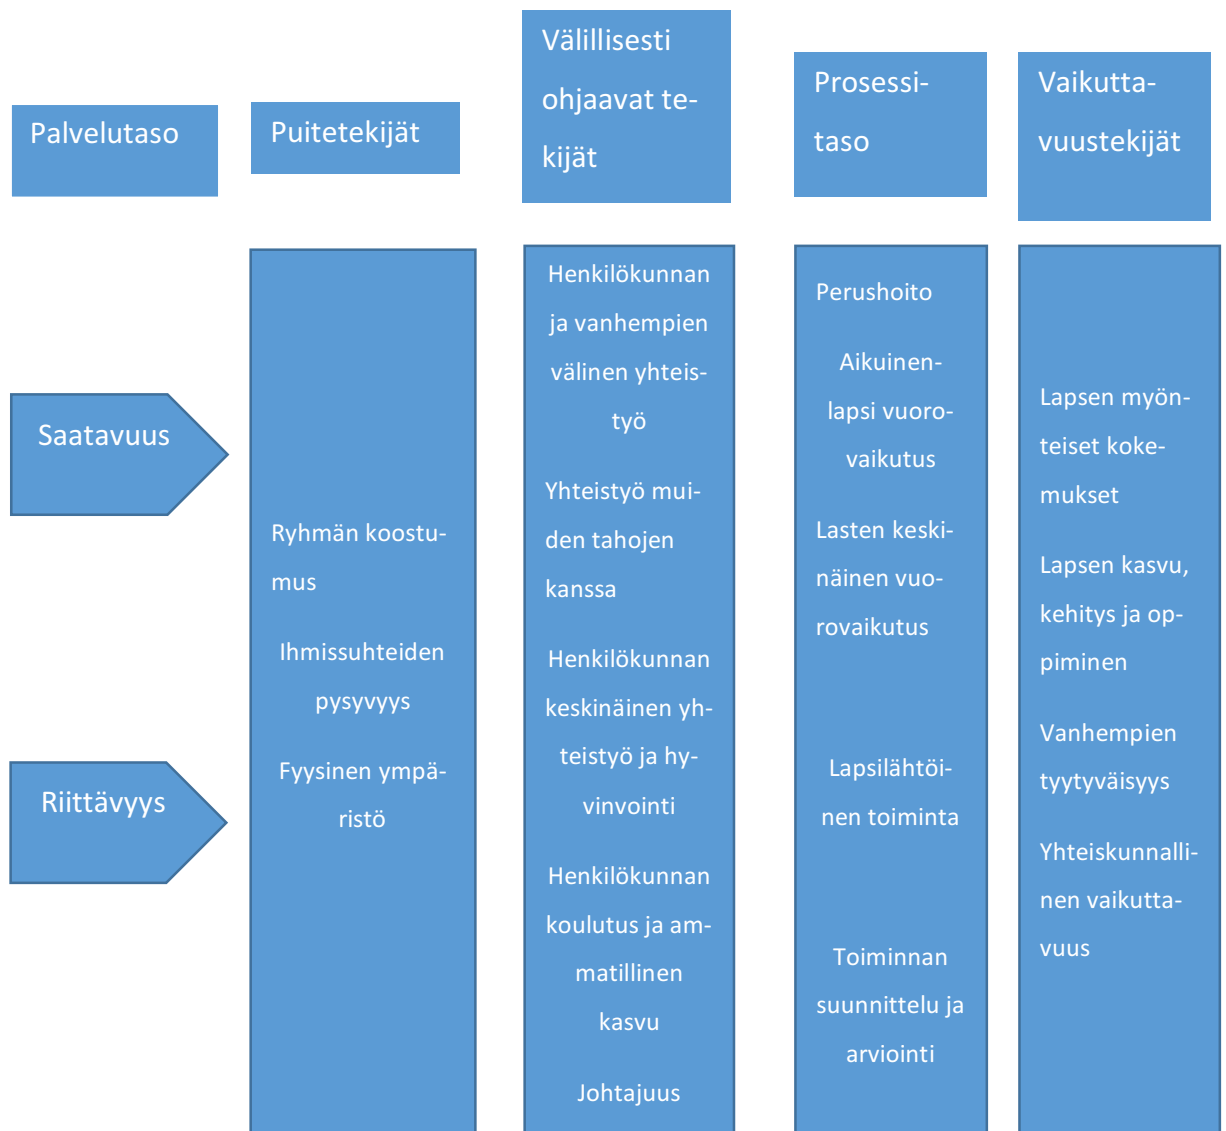 Palvelutaso
Puitetekijät
Välillisesti
ohjaavat te-
kijät
Prosessi-
taso
Vaikutta-
vuustekijät
Saatavuus
Riittävyys
Ryhmän koostu-
mus
Ihmissuhteiden
pysyvyys
Fyysinen ympä-
ristö
Henkilökunnan
ja vanhempien
välinen yhteis-
työ
Yhteistyö mui-
den tahojen
kanssa
Henkilökunnan
keskinäinen yh-
teistyö ja hy-
vinvointi
Henkilökunnan
koulutus ja am-
matillinen
kasvu
Johtajuus
Perushoito
Aikuinen-
lapsi vuoro-
vaikutus
Lasten keski-
näinen vuo-
rovaikutus
Lapsilähtöi-
nen toiminta
Toiminnan
suunnittelu ja
arviointi
Lapsen myön-
teiset koke-
mukset
Lapsen kasvu,
kehitys ja op-
piminen
Vanhempien
tyytyväisyys
Yhteiskunnalli-
nen vaikutta-
vuus